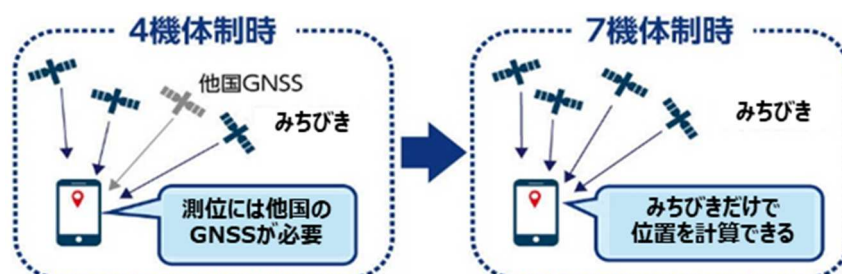 4機体制時
他国GNSS
みちびき
測位には他国の
GNSSが必要
7機体制時
みちびき
みちびきだけで
位置を計算できる